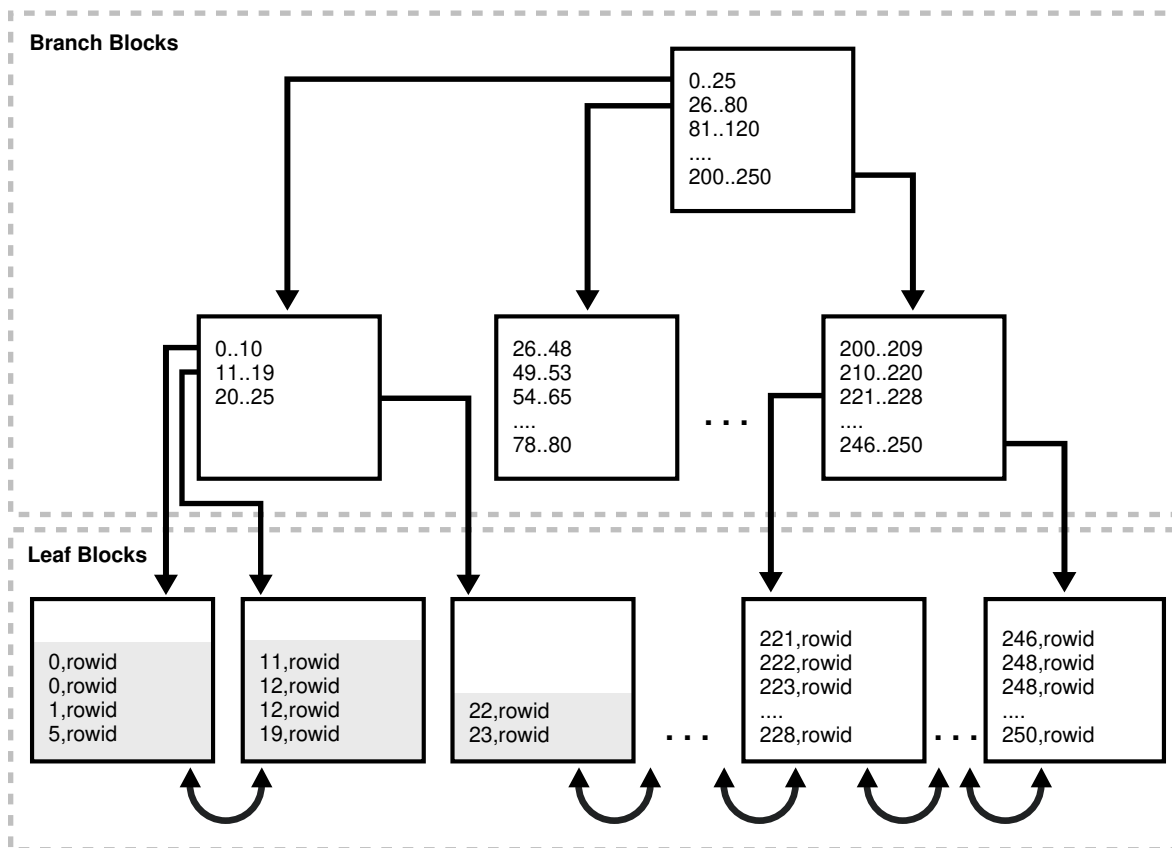 Branch Blocks
0..25
26..80
81..120
....
200..250
0..10
11..19
20..25
26..48
49..53
54..65
....
78..80
. . .
200..209
210..220
221..228
....
246..250
Leaf Blocks
0,rowid
0,rowid
1,rowid
5,rowid
11,rowid
12,rowid
12,rowid
19,rowid
22,rowid
23,rowid
. . .
221,rowid
222,rowid
223,rowid
....
228,rowid
. . .
246,rowid
248,rowid
248,rowid
....
250,rowid